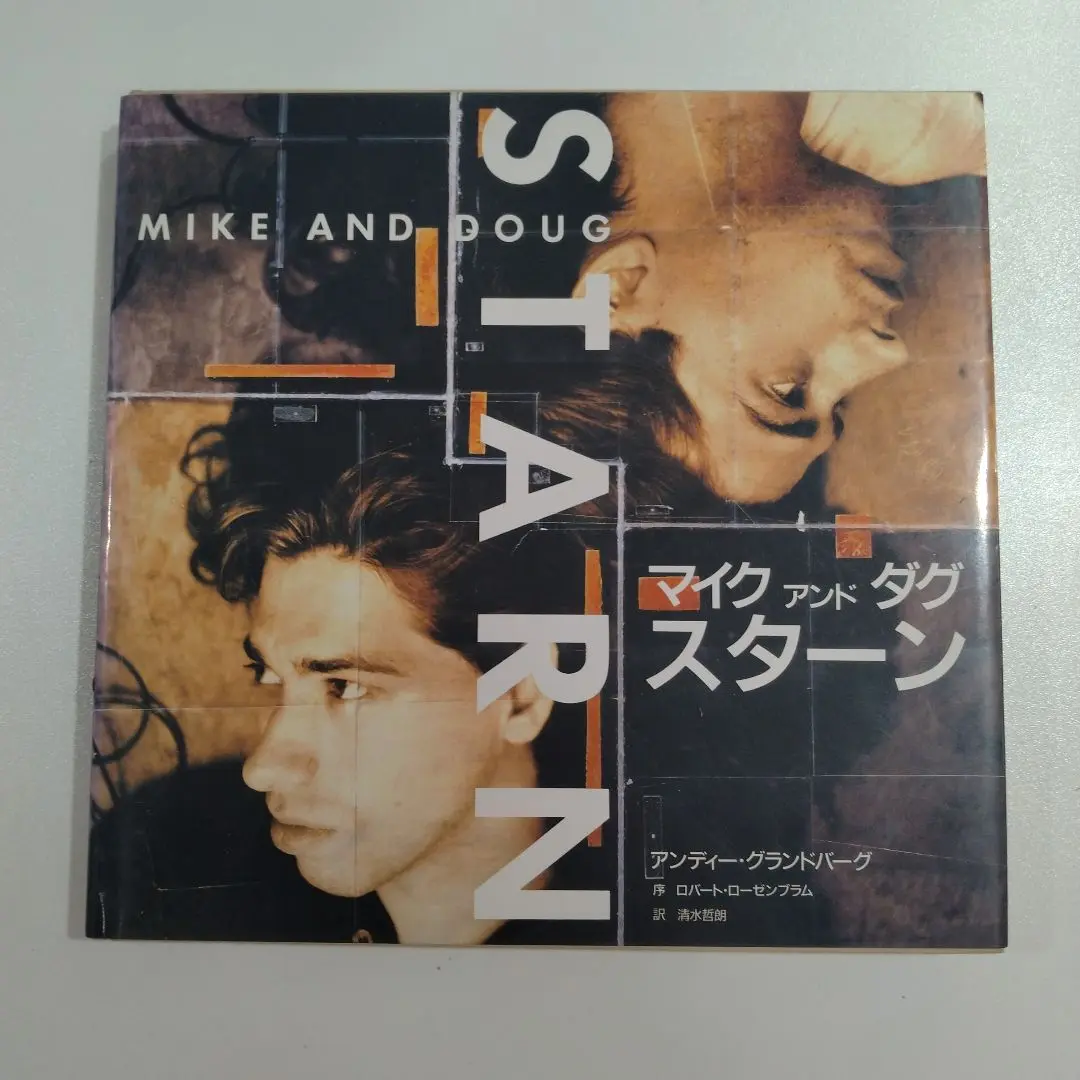 MIKE AND DOUG
STARN
マイク アンド ダグ
スターン
アンディー・グランドバーグ
序 ロバート・ローゼンブラム
訳 清水哲朗